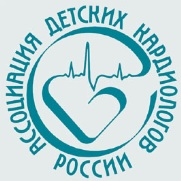 АССОЦИАЦИЯ ДЕТСКИХ КАРДИОЛОГОВ
РОССИИ